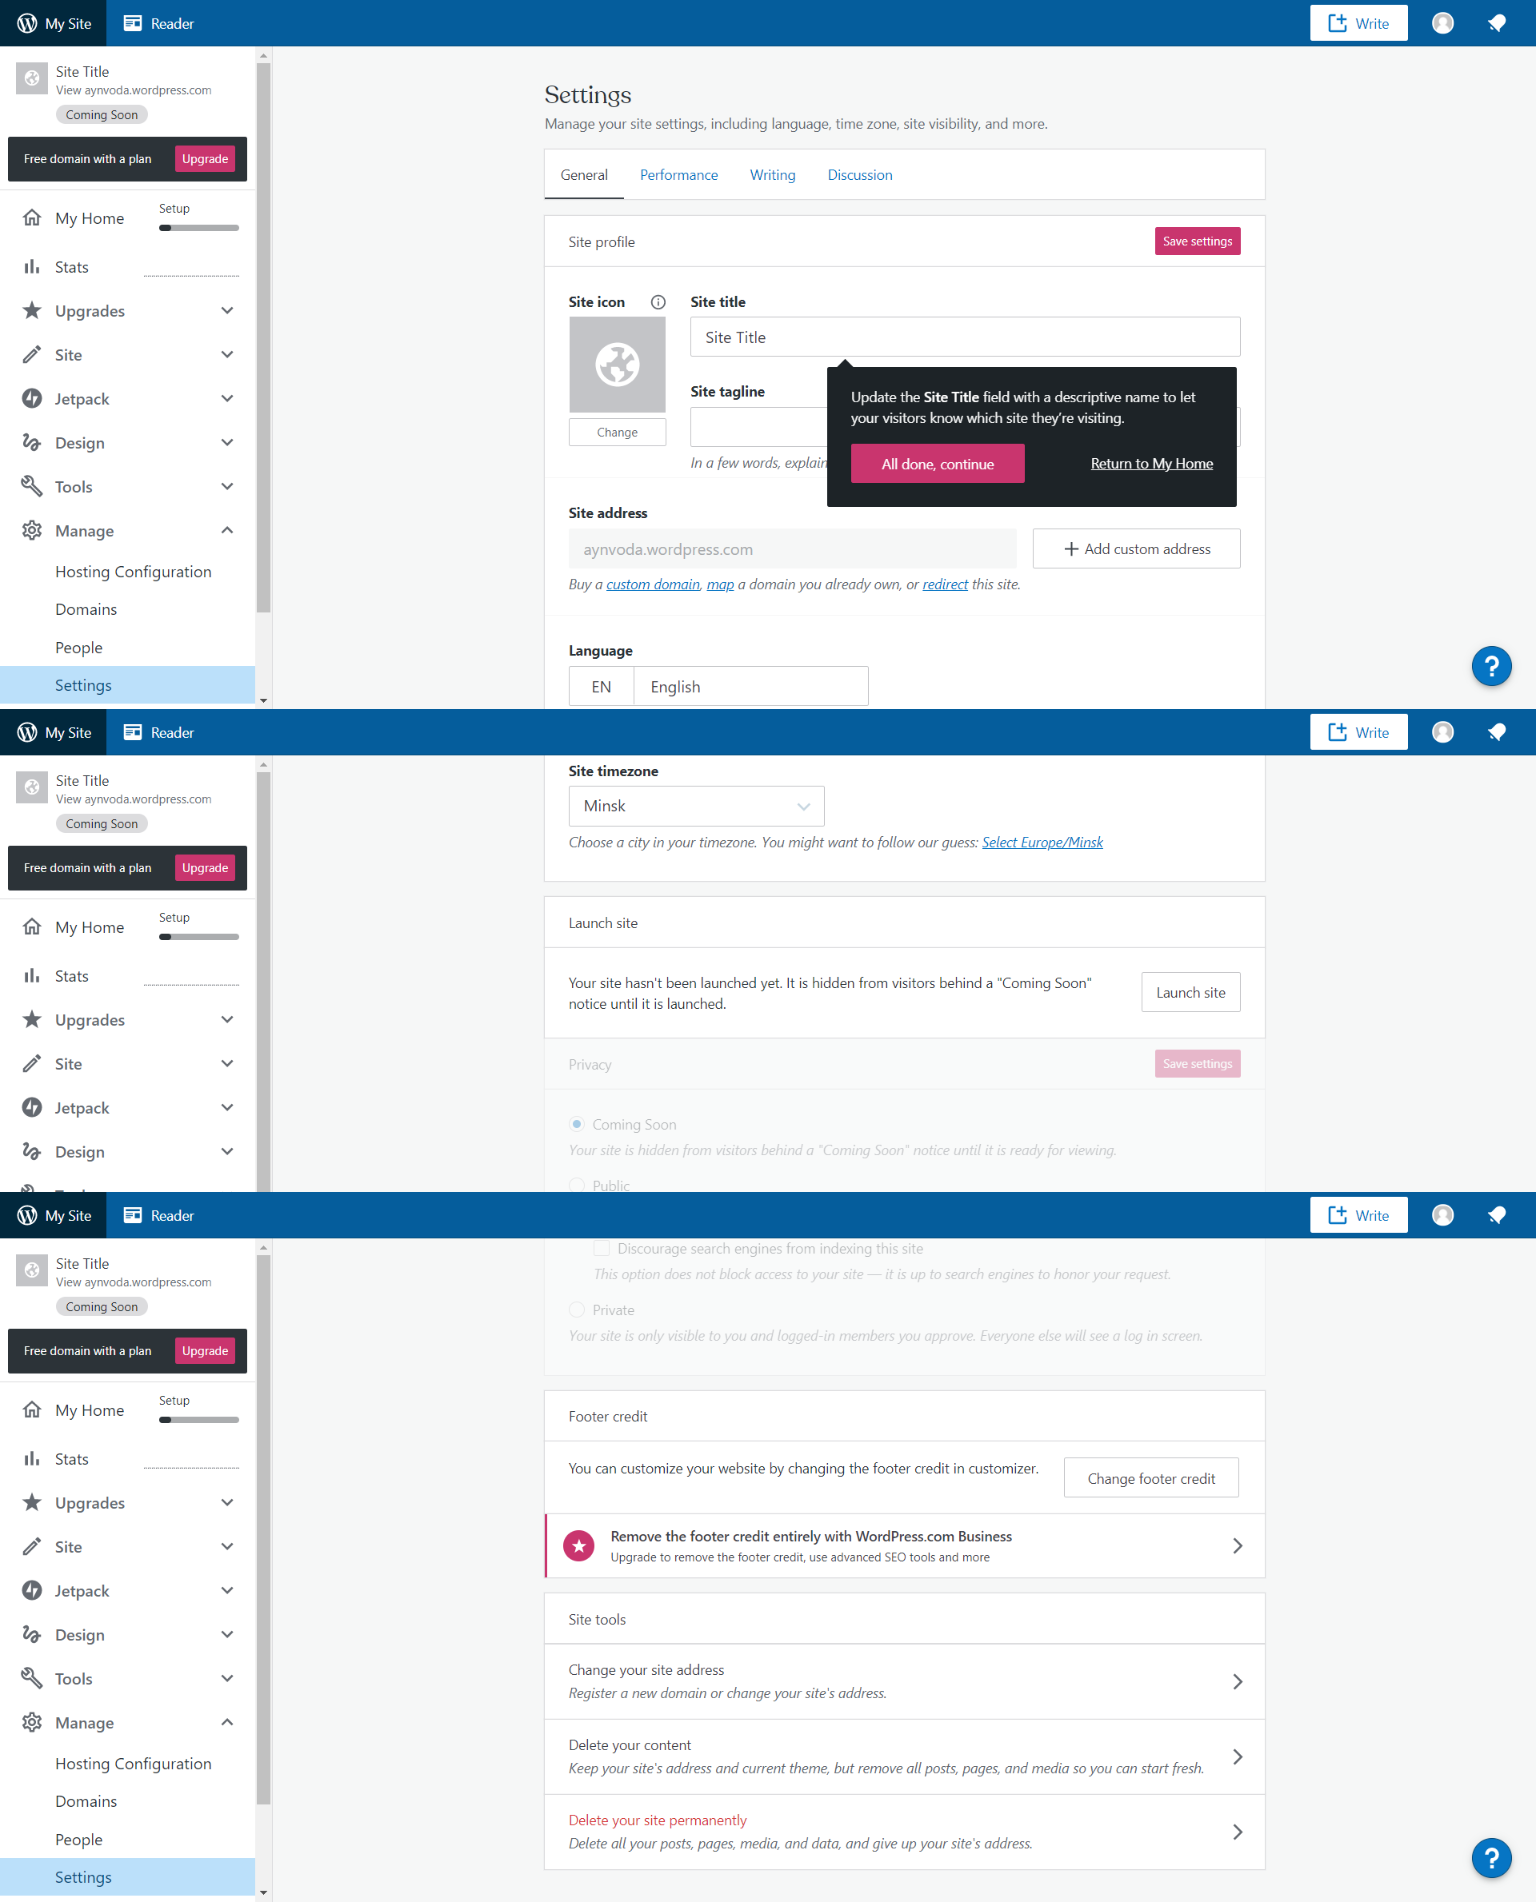 My Site
Reader
Write
Site Title
View aynvoda.wordpress.com
Coming Soon
Free domain with a plan
Upgrade
My Home
Setup
Stats
Upgrades
Site
Jetpack
Design
Tools
Manage
Hosting Configuration
Domains
People
Settings
Settings
Manage your site settings, including language, time zone, site visibility, and more.
General
Performance
Writing
Discussion
Site profile
Save settings
Site icon
Change
Site title
Site Title
Site tagline
In a few words, explain
Update the Site Title field with a descriptive name to let
your visitors know which site they’re visiting.
All done, continue
Return to My Home
Site address
aynvoda.wordpress.com
Add custom address
Buy a custom domain, map a domain you already own, or redirect this site.
Language
EN
English
?
My Site
Reader
Write
Site Title
View aynvoda.wordpress.com
Coming Soon
Free domain with a plan
Upgrade
My Home
Setup
Stats
Upgrades
Site
Jetpack
Design
Site timezone
Minsk
Choose a city in your timezone. You might want to follow our guess: Select Europe/Minsk
Launch site
Your site hasn't been launched yet. It is hidden from visitors behind a "Coming Soon"
notice until it is launched.
Launch site
Privacy
Save settings
Coming Soon
Your site is hidden from visitors behind a "Coming Soon" notice until it is ready for viewing.
Public
My Site
Reader
Write
Site Title
View aynvoda.wordpress.com
Coming Soon
Free domain with a plan
Upgrade
My Home
Setup
Stats
Upgrades
Site
Jetpack
Design
Tools
Manage
Hosting Configuration
Domains
People
Settings
Discourage search engines from indexing this site
This option does not block access to your site — it is up to search engines to honor your request.
Private
Your site is only visible to you and logged-in members you approve. Everyone else will see a log in screen.
Footer credit
You can customize your website by changing the footer credit in customizer.
Change footer credit
Remove the footer credit entirely with WordPress.com Business
Upgrade to remove the footer credit, use advanced SEO tools and more
Site tools
Change your site address
Register a new domain or change your site's address.
Delete your content
Keep your site's address and current theme, but remove all posts, pages, and media so you can start fresh.
Delete your site permanently
Delete all your posts, pages, media, and data, and give up your site's address.
?